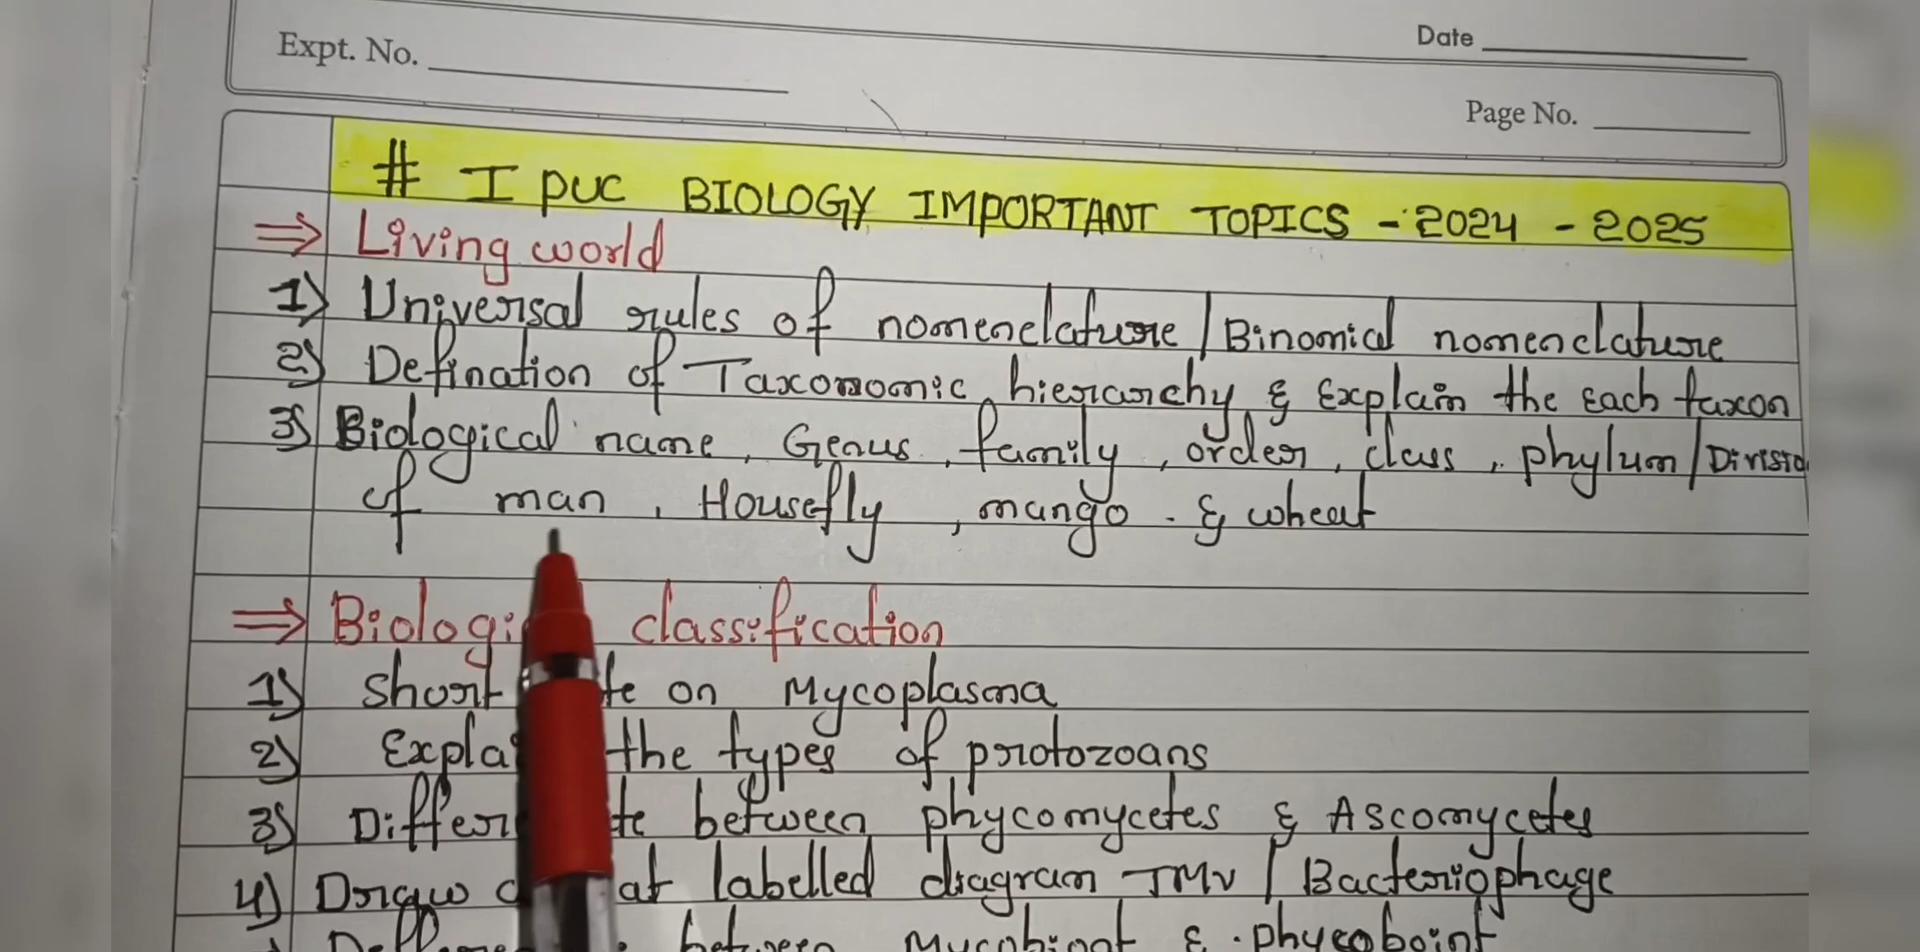 Date
Expt. No.
Page No.
# I PUC BIOLOGY IMPORTANT TOPICS - 2024 - 2025
⇒ Living world
1) Universal rules of nomenclature / Binomial nomenclature
2) Defination of Taxonomic hierarchy & Explain the Each taxon
3) Biological name, Genus, family, order, class, phylum / Divisio
of man, Housefly, mango & wheat
⇒ Biologi classification
1) Short te on Mycoplasma
2) Expla the types of protozoans
3) Differ te between phycomycetes & Ascomycetes
4) Draw at labelled diagram TMV / Bacteriophage
between Mycobiont & phycoboint